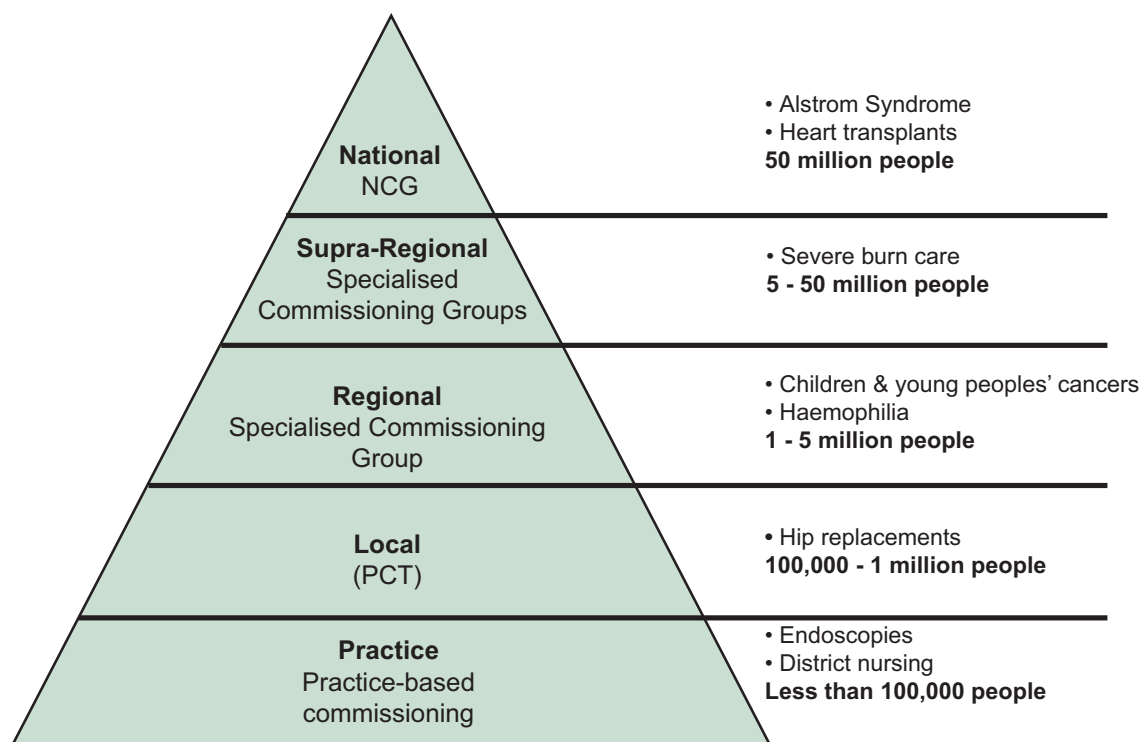 National
NCG
• Alstrom Syndrome
• Heart transplants
50 million people
Supra-Regional
Specialised
Commissioning Groups
• Severe burn care
5 - 50 million people
Regional
Specialised Commissioning
Group
• Children & young peoples’ cancers
• Haemophilia
1 - 5 million people
Local
(PCT)
• Hip replacements
100,000 - 1 million people
Practice
Practice-based
commissioning
• Endoscopies
• District nursing
Less than 100,000 people